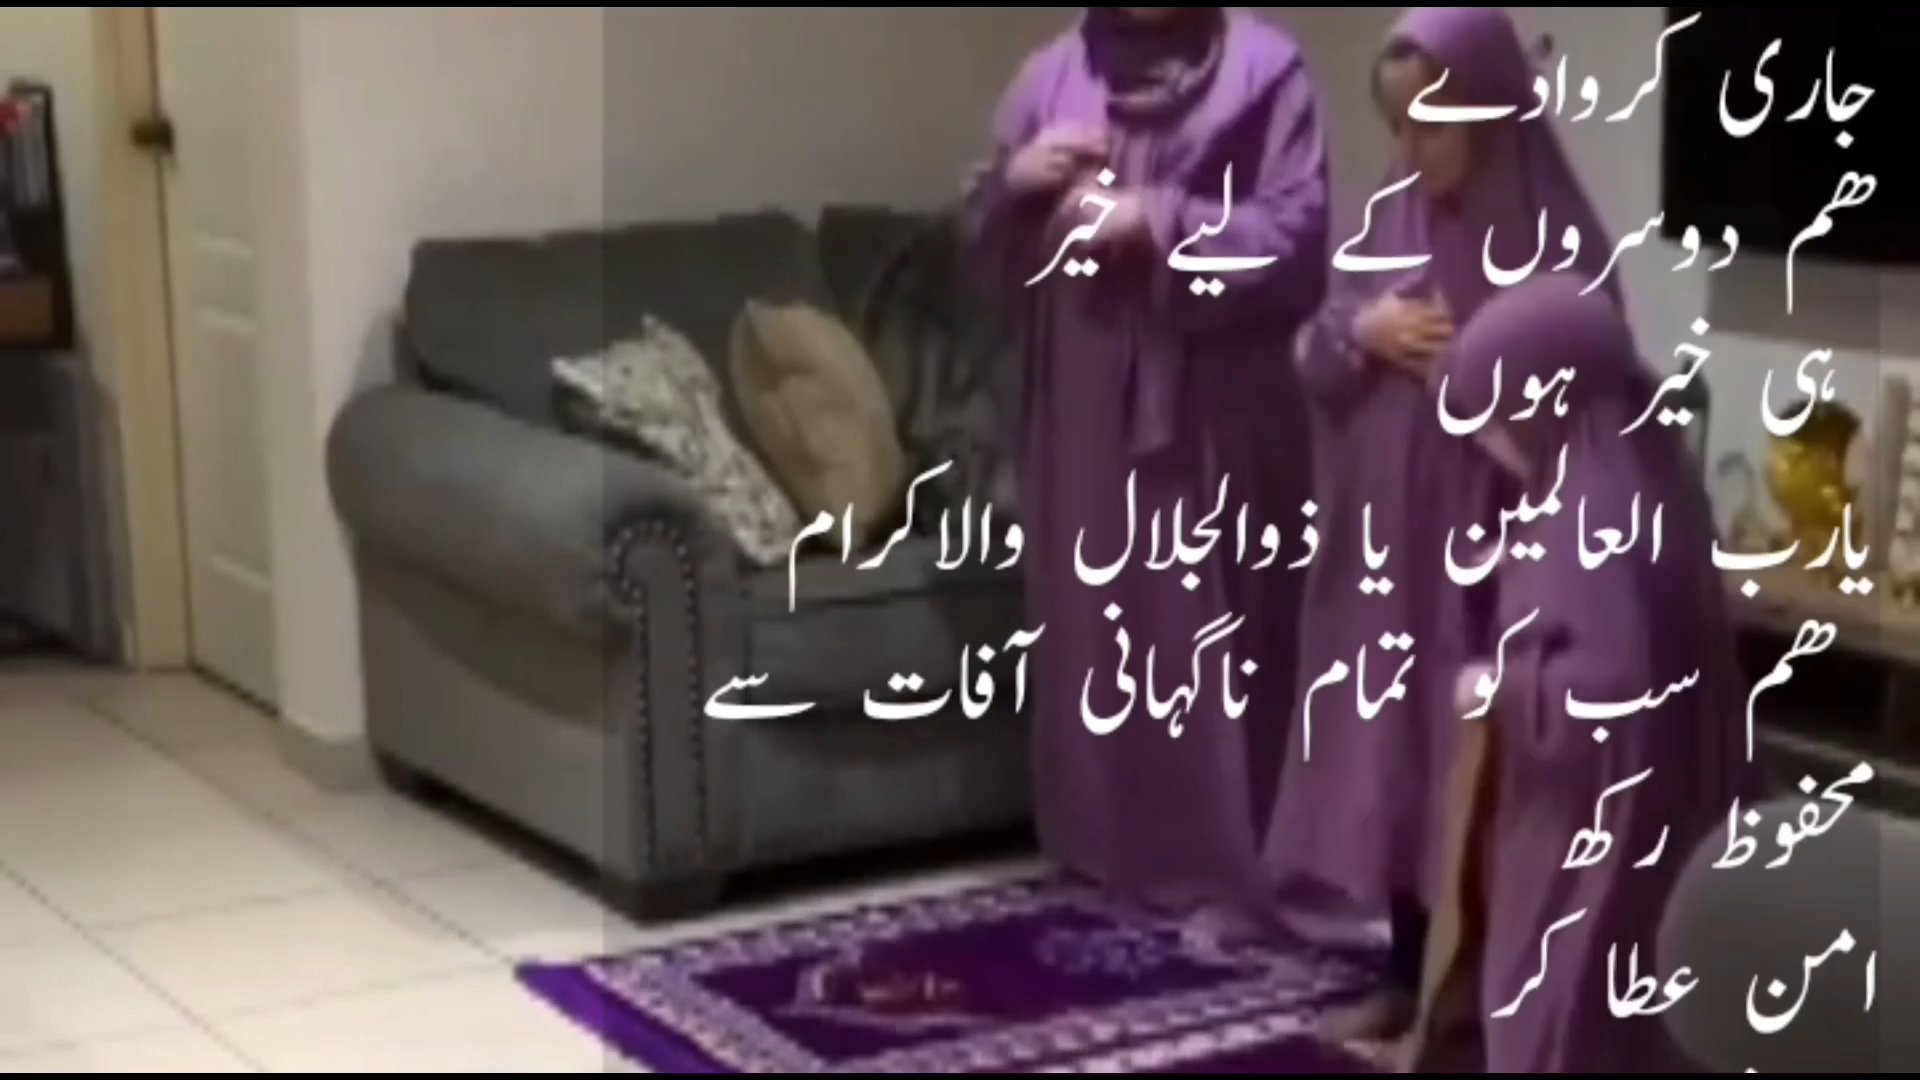 جاری کروادے
ھم دوسروں کے لیے خیر
ہی خیر ہوں
یارب العالمین یا ذوالجلال والاکرام
ھم سب کو تمام ناگہانی آفات سے
محفوظ رکھ
امن عطا کر